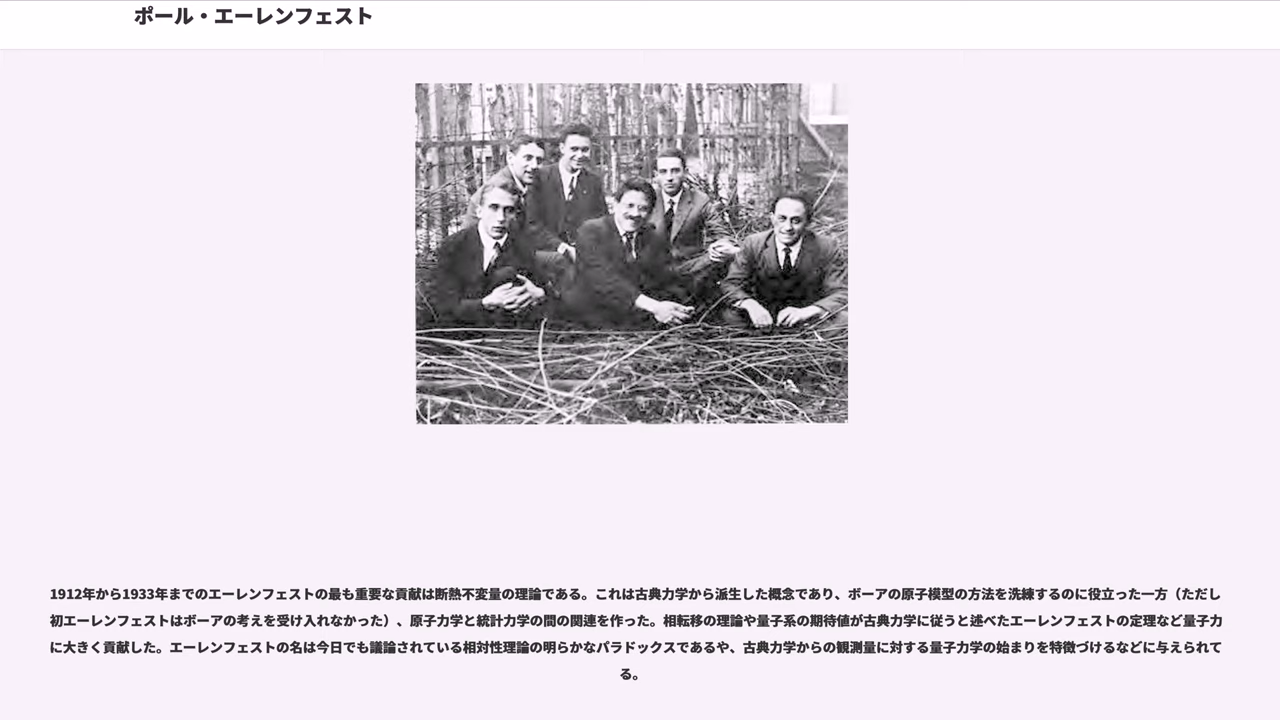 ポール・エーレンフェスト
1912年から1933年までのエーレンフェストの最も重要な貢献は断熱不変量の理論である。これは古典力学から派生した概念であり、ボーアの原子模型の方法を洗練するのに役立った一方（ただし
初エーレンフェストはボーアの考えを受け入れなかった）、原子力学と統計力学の間の関連を作った。相転移の理論や量子系の期待値が古典力学に従うと述べたエーレンフェストの定理など量子力
に大きく貢献した。エーレンフェストの名は今日でも議論されている相対性理論の明らかなパラドックスであるや、古典力学からの観測量に対する量子力学の始まりを特徴づけるなどに与えられて
る。